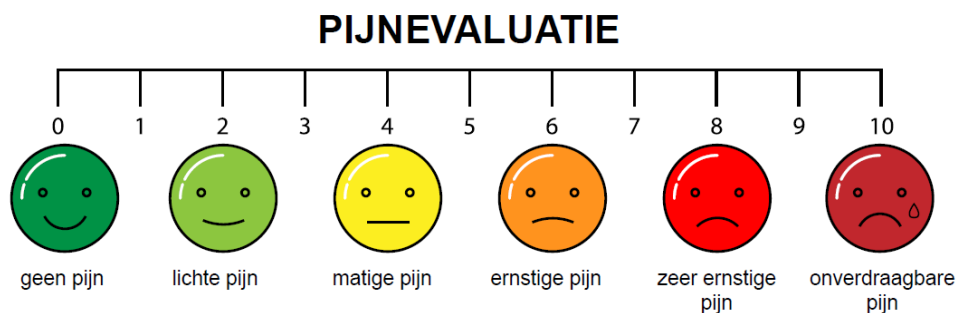 PIJNEVALUATIE
0 1 2 3 4 5 6 7 8 9 10
geen pijn lichte pijn matige pijn ernstige pijn zeer ernstige pijn onverdraagbare pijn